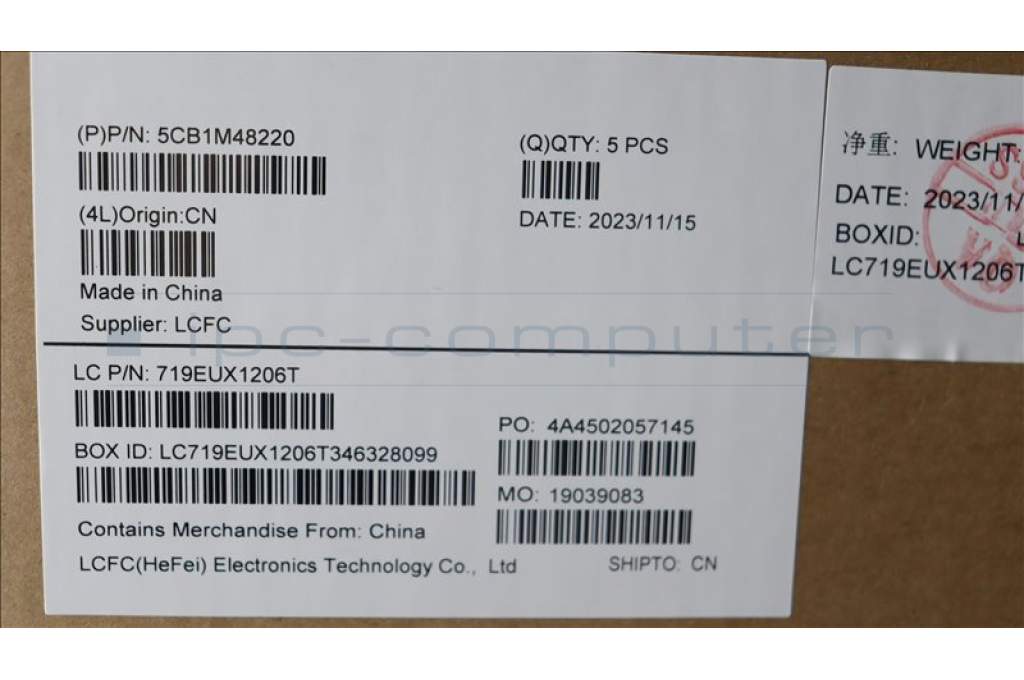 (P)P/N: 5CB1M48220
(Q)QTY: 5 PCS
(4L)Origin:CN
DATE: 2023/11/15
Made in China
Supplier: LCFC
LC P/N: 719EUX1206T
PO: 4A4502057145
BOX ID: LC719EUX1206T346328099
MO: 19039083
Contains Merchandise From: China
LCFC(HeFei) Electronics Technology Co., Ltd
SHIPTO: CN
净重: WEIGHT:
DATE: 2023/11/
BOXID:
LC719EUX1206T
ipc-computer